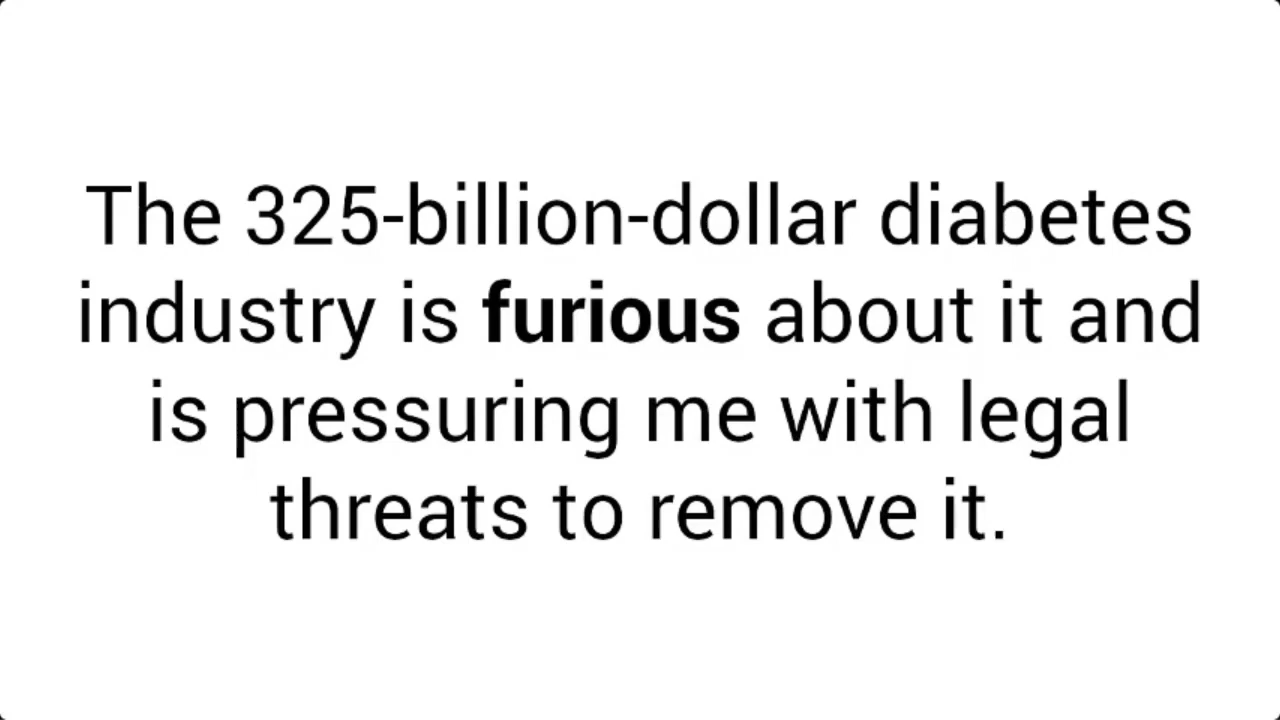 The 325-billion-dollar diabetes
industry is furious about it and
is pressuring me with legal
threats to remove it.